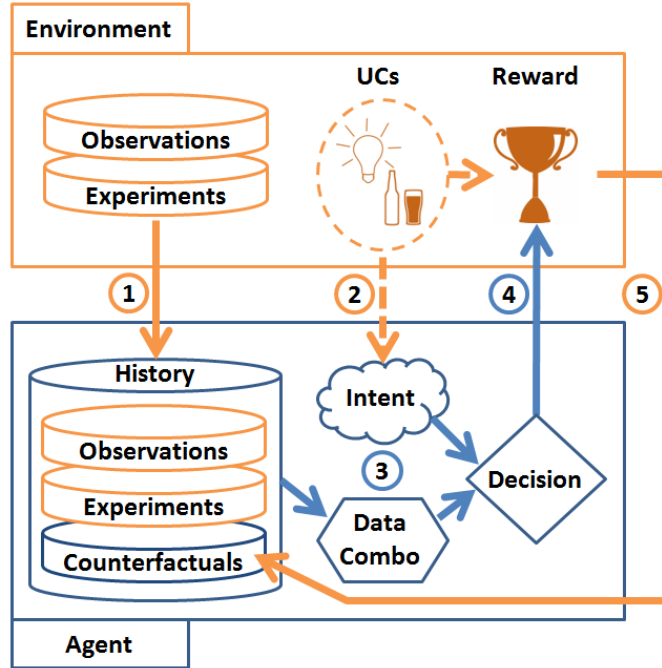 Environment
UCs
Reward
Observations
Experiments
1
2
4
5
History
Intent
Observations
3
Decision
Experiments
Data
Combo
Counterfactuals
Agent